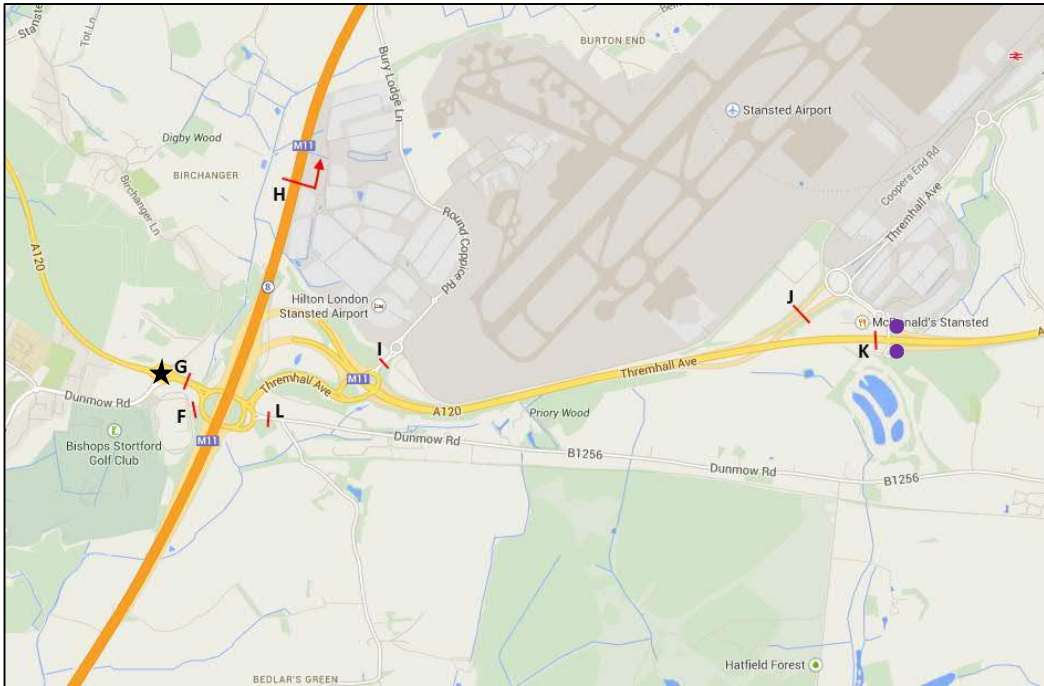 Tot Ln
BURTON END
Bury Lodge Ln
Stansted Airport
Digby Wood
M11
BIRCHANGER
Birchanger Ln
H
Round Coppice Rd
Coopers End Rd
Thremhall Ave
A120
8
Hilton London
Stansted Airport
J
McDonald's Stansted
K
I
G
M11
Thremhall Ave
Thremhall Ave
Dunmow Rd
F
L
A120
Priory Wood
Bishops Stortford
Golf Club
M11
Dunmow Rd
B1256
Dunmow Rd
B1256
Hatfield Forest
BEDLAR'S GREEN